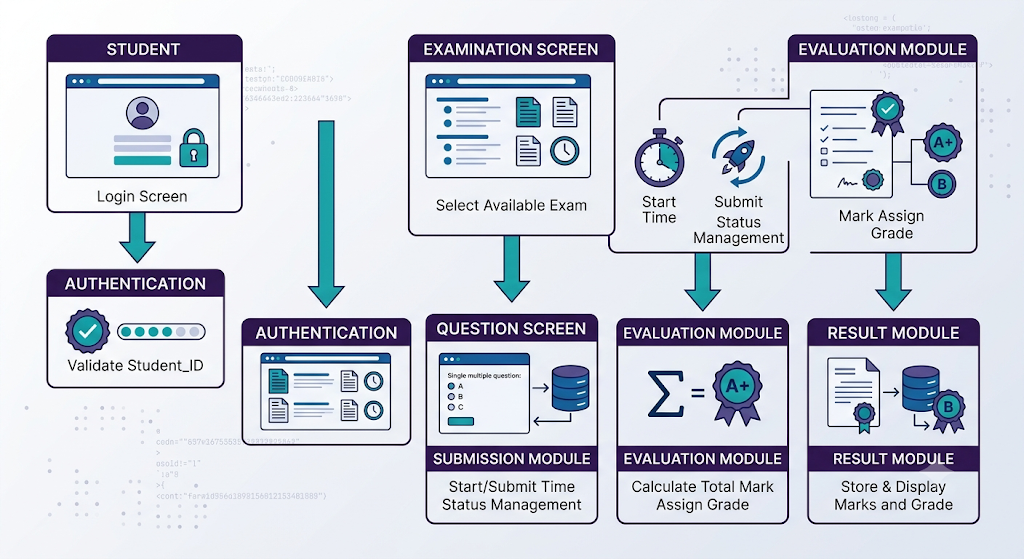 STUDENT
Login Screen
AUTHENTICATION
Validate Student_ID
AUTHENTICATION
EXAMINATION SCREEN
Select Available Exam
QUESTION SCREEN
Single multiple question:
A
B
C
SUBMISSION MODULE
Start/Submit Time
Status Management
Start
Time
Submit
Status
Management
EVALUATION MODULE
A+
B
Mark Assign
Grade
EVALUATION MODULE
Σ = A+
EVALUATION MODULE
Calculate Total Mark
Assign Grade
RESULT MODULE
B
RESULT MODULE
Store & Display
Marks and Grade